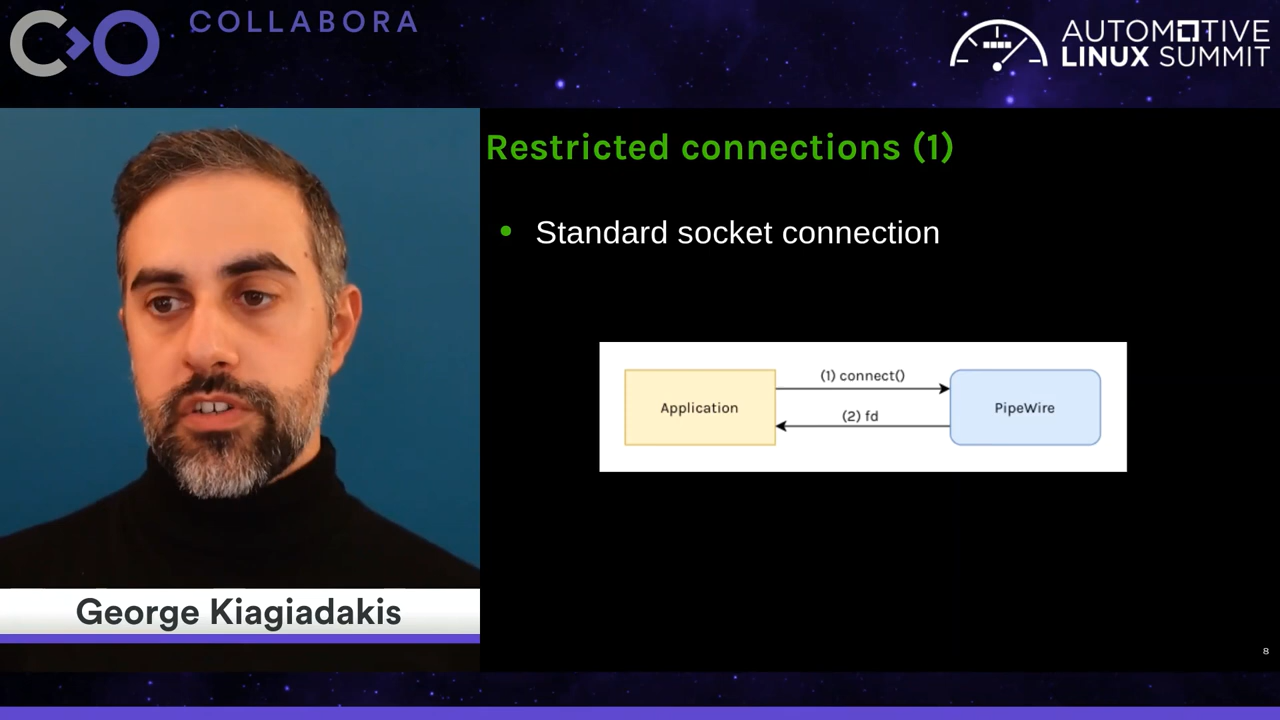 COLLABORA
AUTOMOTIVE
LINUX SUMMIT
Restricted connections (1)
• Standard socket connection
(1) connect()
Application
PipeWire
(2) fd
George Kiagiadakis
8